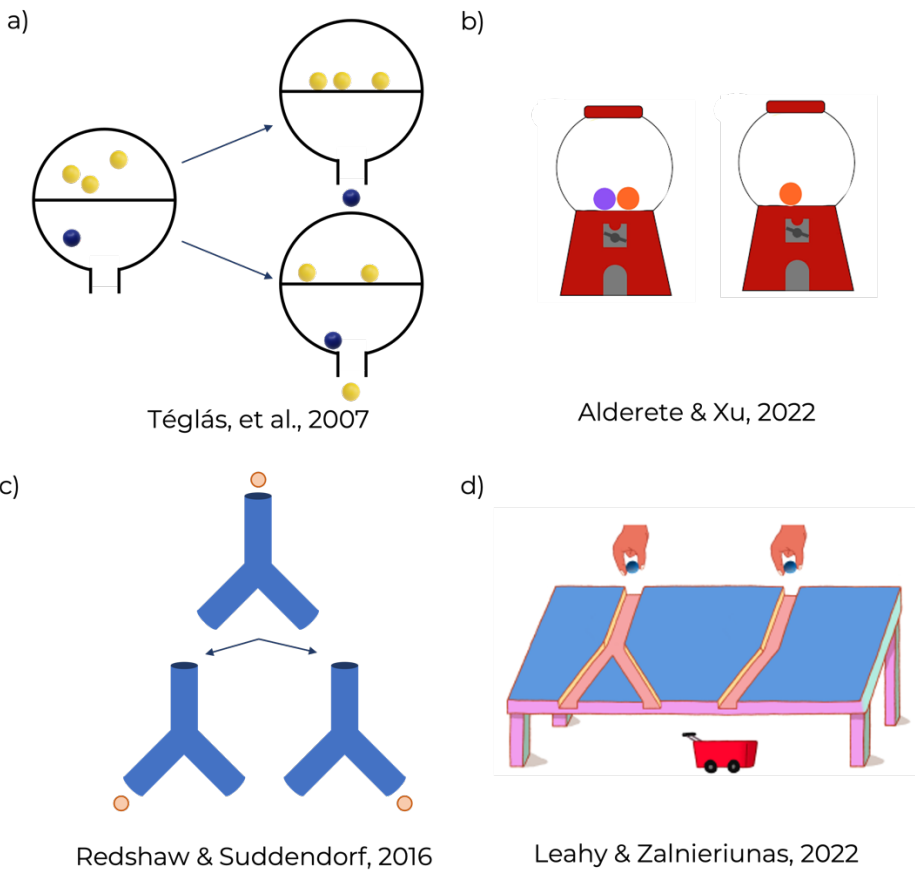 a)
b)
Téglás, et al., 2007
Alderete & Xu, 2022
c)
d)
Redshaw & Suddendorf, 2016
Leahy & Zalnieriunas, 2022